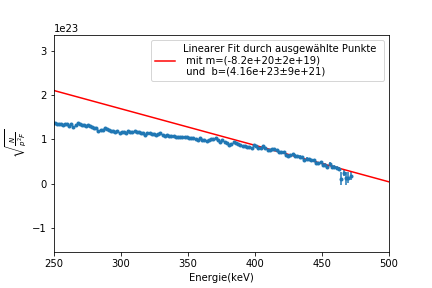 1e23
Linearer Fit durch ausgewählte Punkte
mit m=(-8.2e+20±2e+19)
und b=(4.16e+23±9e+21)
3
2
1
0
−1
√(N/p²F)
250 300 350 400 450 500
Energie(keV)